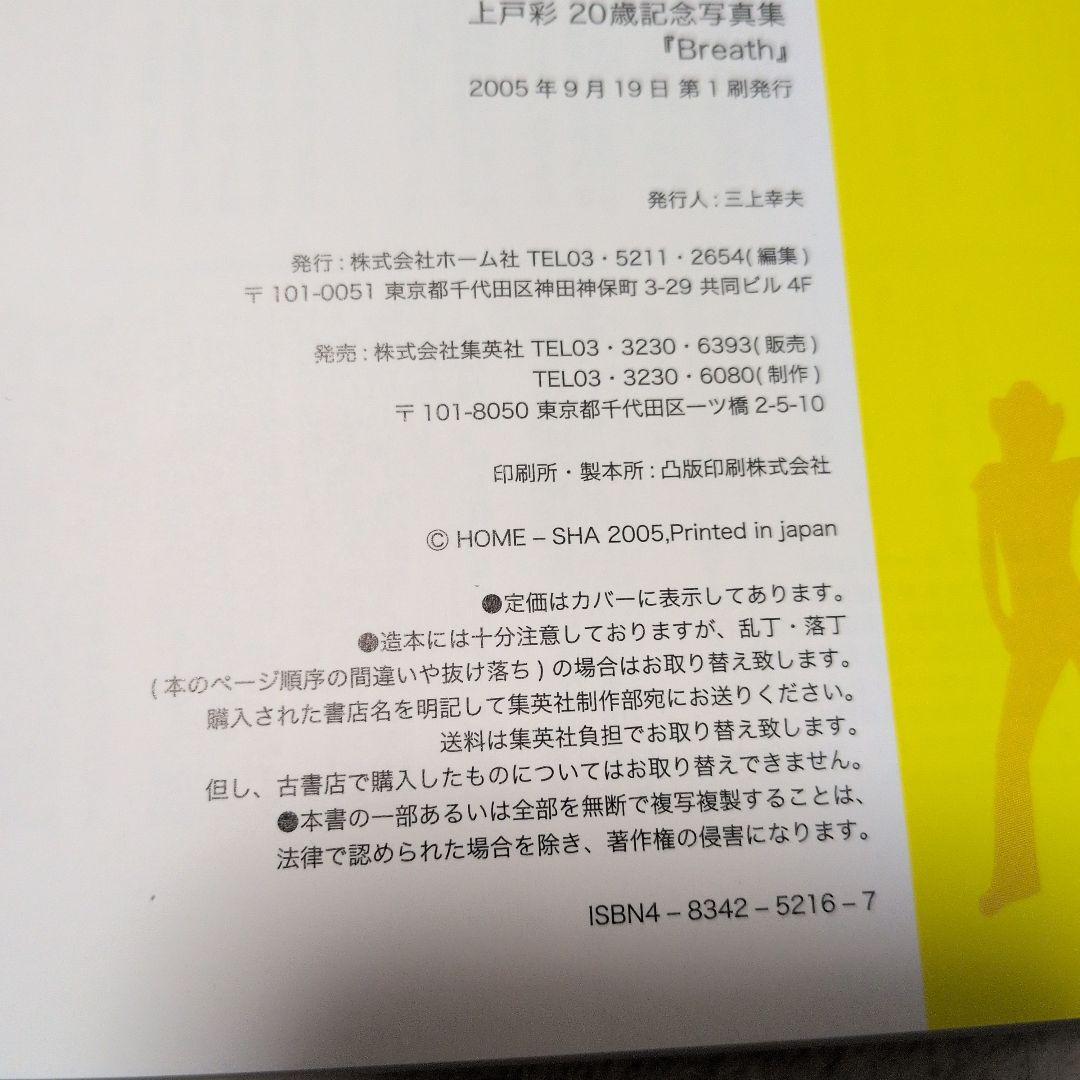 上戸彩 20歳記念写真集
『Breath』
2005年9月19日 第1刷発行
発行人:三上幸夫
発行:株式会社ホーム社 TEL03・5211・2654(編集)
〒101-0051 東京都千代田区神田神保町3-29 共同ビル4F
発売:株式会社集英社 TEL03・3230・6393(販売)
TEL03・3230・6080(制作)
〒101-8050 東京都千代田区一ツ橋2-5-10
印刷所・製本所:凸版印刷株式会社
© HOME–SHA 2005,Printed in japan
●定価はカバーに表示してあります。
●造本には十分注意しておりますが、乱丁・落丁
(本のページ順序の間違いや抜け落ち)の場合はお取り替え致します。
購入された書店名を明記して集英社制作部宛にお送りください。
送料は集英社負担でお取り替え致します。
但し、古書店で購入したものについてはお取り替えできません。
●本書の一部あるいは全部を無断で複写複製することは、
法律で認められた場合を除き、著作権の侵害になります。
ISBN4–8342–5216–7